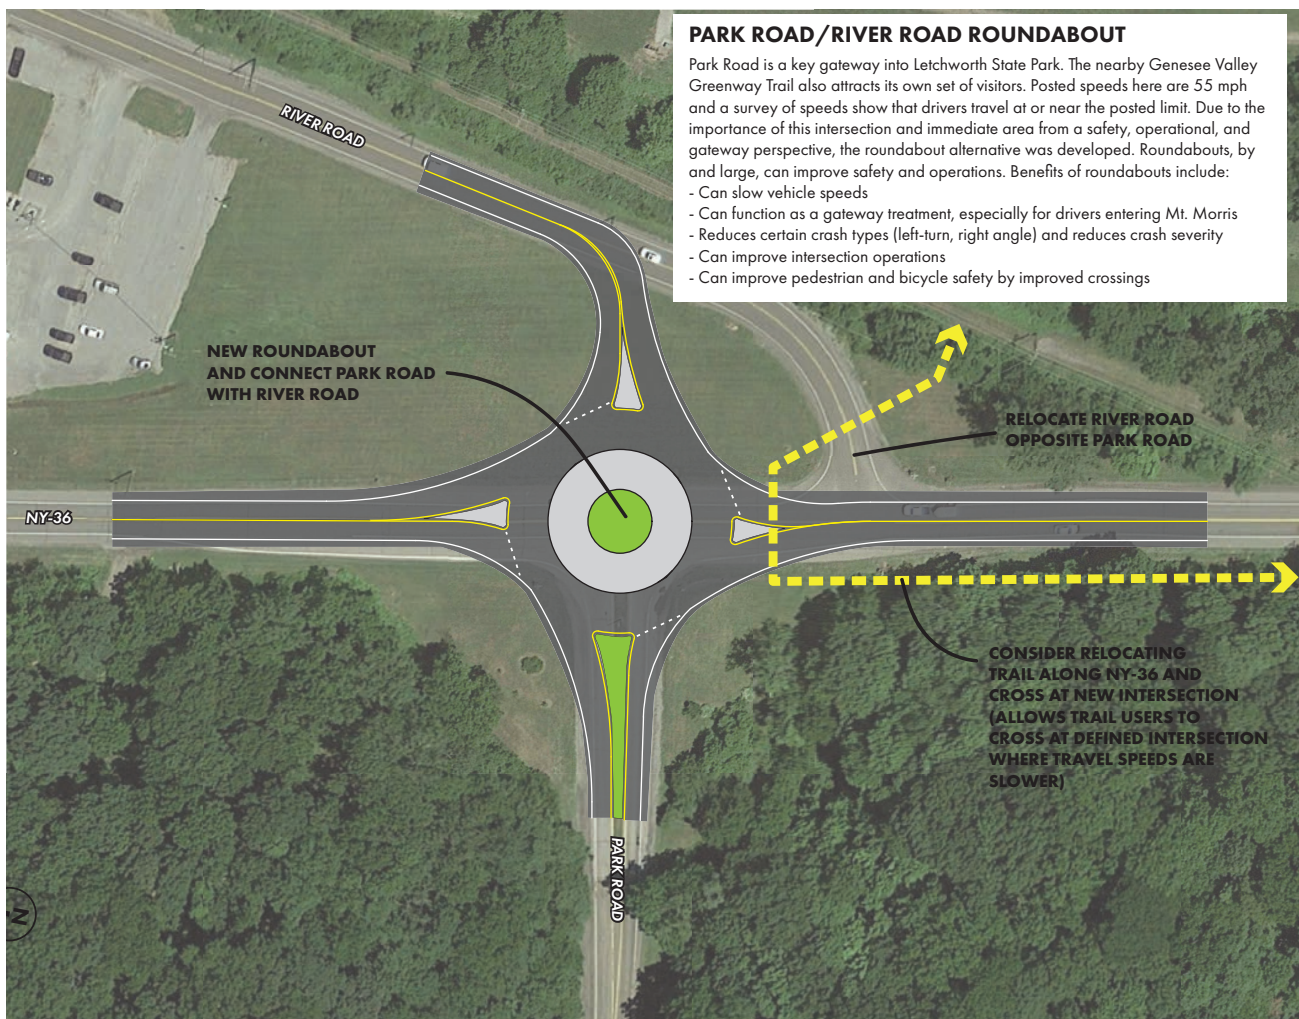 PARK ROAD/RIVER ROAD ROUNDABOUT
Park Road is a key gateway into Letchworth State Park. The nearby Genesee Valley
Greenway Trail also attracts its own set of visitors. Posted speeds here are 55 mph
and a survey of speeds show that drivers travel at or near the posted limit. Due to the
importance of this intersection and immediate area from a safety, operational, and
gateway perspective, the roundabout alternative was developed. Roundabouts, by
and large, can improve safety and operations. Benefits of roundabouts include:
- Can slow vehicle speeds
- Can function as a gateway treatment, especially for drivers entering Mt. Morris
- Reduces certain crash types (left-turn, right angle) and reduces crash severity
- Can improve intersection operations
- Can improve pedestrian and bicycle safety by improved crossings
RIVER ROAD
NEW ROUNDABOUT
AND CONNECT PARK ROAD
WITH RIVER ROAD
RELOCATE RIVER ROAD
OPPOSITE PARK ROAD
NY-36
CONSIDER RELOCATING
TRAIL ALONG NY-36 AND
CROSS AT NEW INTERSECTION
(ALLOWS TRAIL USERS TO
CROSS AT DEFINED INTERSECTION
WHERE TRAVEL SPEEDS ARE
SLOWER)
PARK ROAD
N